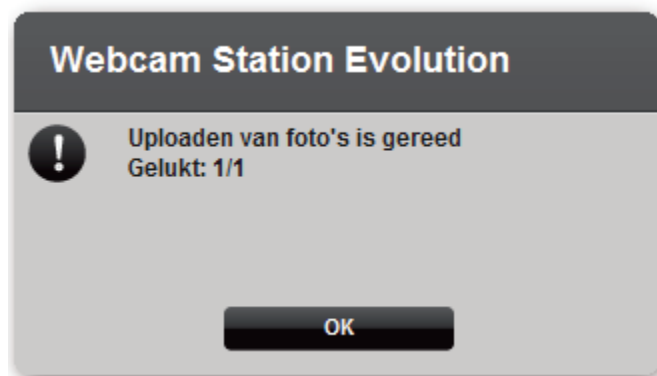 Webcam Station Evolution
Uploaden van foto's is gereed
Gelukt: 1/1
OK